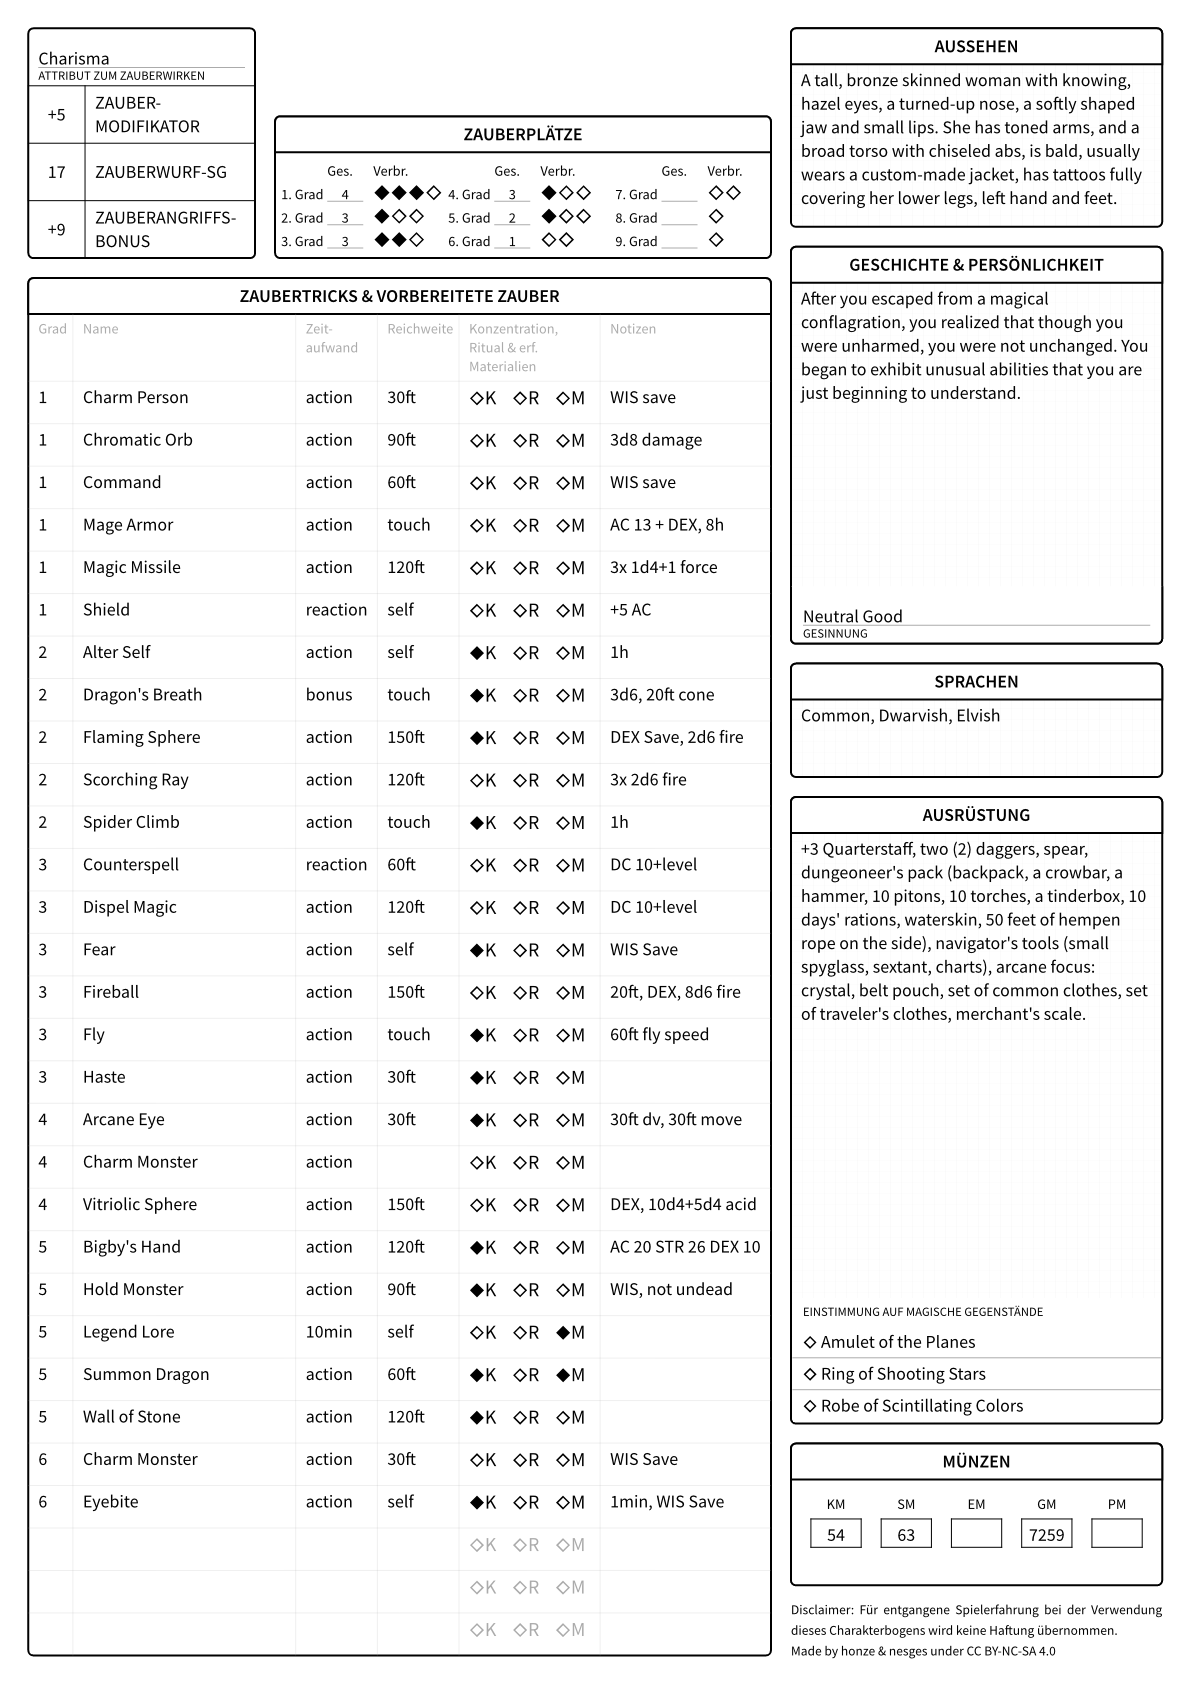 Charisma
ATTRIBUT ZUM ZAUBERWIRKEN
+5 ZAUBER-
MODIFIKATOR
17 ZAUBERWURF-SG
+9 ZAUBERANGRIFFS-
BONUS
ZAUBERPLÄTZE
Ges. Verbr. Ges. Verbr. Ges. Verbr.
1. Grad 4 ◆◆◆◇ 4. Grad 3 ◆◇◇ 7. Grad ◇◇
2. Grad 3 ◆◇◇ 5. Grad 2 ◆◇◇ 8. Grad ◇
3. Grad 3 ◆◆◇ 6. Grad 1 ◇◇ 9. Grad ◇
ZAUBERTRICKS & VORBEREITETE ZAUBER
Grad Name Zeit- Reichweite Konzentration, Notizen
aufwand Ritual & erf.
Materialien
1 Charm Person action 30ft ◇K ◇R ◇M WIS save
1 Chromatic Orb action 90ft ◇K ◇R ◇M 3d8 damage
1 Command action 60ft ◇K ◇R ◇M WIS save
1 Mage Armor action touch ◇K ◇R ◇M AC 13 + DEX, 8h
1 Magic Missile action 120ft ◇K ◇R ◇M 3x 1d4+1 force
1 Shield reaction self ◇K ◇R ◇M +5 AC
2 Alter Self action self ◆K ◇R ◇M 1h
2 Dragon's Breath bonus touch ◆K ◇R ◇M 3d6, 20ft cone
2 Flaming Sphere action 150ft ◆K ◇R ◇M DEX Save, 2d6 fire
2 Scorching Ray action 120ft ◇K ◇R ◇M 3x 2d6 fire
2 Spider Climb action touch ◆K ◇R ◇M 1h
3 Counterspell reaction 60ft ◇K ◇R ◇M DC 10+level
3 Dispel Magic action 120ft ◇K ◇R ◇M DC 10+level
3 Fear action self ◆K ◇R ◇M WIS Save
3 Fireball action 150ft ◇K ◇R ◇M 20ft, DEX, 8d6 fire
3 Fly action touch ◆K ◇R ◇M 60ft fly speed
3 Haste action 30ft ◆K ◇R ◇M
4 Arcane Eye action 30ft ◆K ◇R ◇M 30ft dv, 30ft move
4 Charm Monster action ◇K ◇R ◇M
4 Vitriolic Sphere action 150ft ◇K ◇R ◇M DEX, 10d4+5d4 acid
5 Bigby's Hand action 120ft ◆K ◇R ◇M AC 20 STR 26 DEX 10
5 Hold Monster action 90ft ◆K ◇R ◇M WIS, not undead
5 Legend Lore 10min self ◇K ◇R ◆M
5 Summon Dragon action 60ft ◆K ◇R ◆M
5 Wall of Stone action 120ft ◆K ◇R ◇M
6 Charm Monster action 30ft ◇K ◇R ◇M WIS Save
6 Eyebite action self ◆K ◇R ◇M 1min, WIS Save
◇K ◇R ◇M
◇K ◇R ◇M
◇K ◇R ◇M
AUSSEHEN
A tall, bronze skinned woman with knowing,
hazel eyes, a turned-up nose, a softly shaped
jaw and small lips. She has toned arms, and a
broad torso with chiseled abs, is bald, usually
wears a custom-made jacket, has tattoos fully
covering her lower legs, left hand and feet.
GESCHICHTE & PERSÖNLICHKEIT
After you escaped from a magical
conflagration, you realized that though you
were unharmed, you were not unchanged. You
began to exhibit unusual abilities that you are
just beginning to understand.
Neutral Good
GESINNUNG
SPRACHEN
Common, Dwarvish, Elvish
AUSRÜSTUNG
+3 Quarterstaff, two (2) daggers, spear,
dungeoneer's pack (backpack, a crowbar, a
hammer, 10 pitons, 10 torches, a tinderbox, 10
days' rations, waterskin, 50 feet of hempen
rope on the side), navigator's tools (small
spyglass, sextant, charts), arcane focus:
crystal, belt pouch, set of common clothes, set
of traveler's clothes, merchant's scale.
EINSTIMMUNG AUF MAGISCHE GEGENSTÄNDE
◇ Amulet of the Planes
◇ Ring of Shooting Stars
◇ Robe of Scintillating Colors
MÜNZEN
KM SM EM GM PM
54 63 7259
Disclaimer: Für entgangene Spielerfahrung bei der Verwendung
dieses Charakterbogens wird keine Haftung übernommen.
Made by honze & nesges under CC BY-NC-SA 4.0